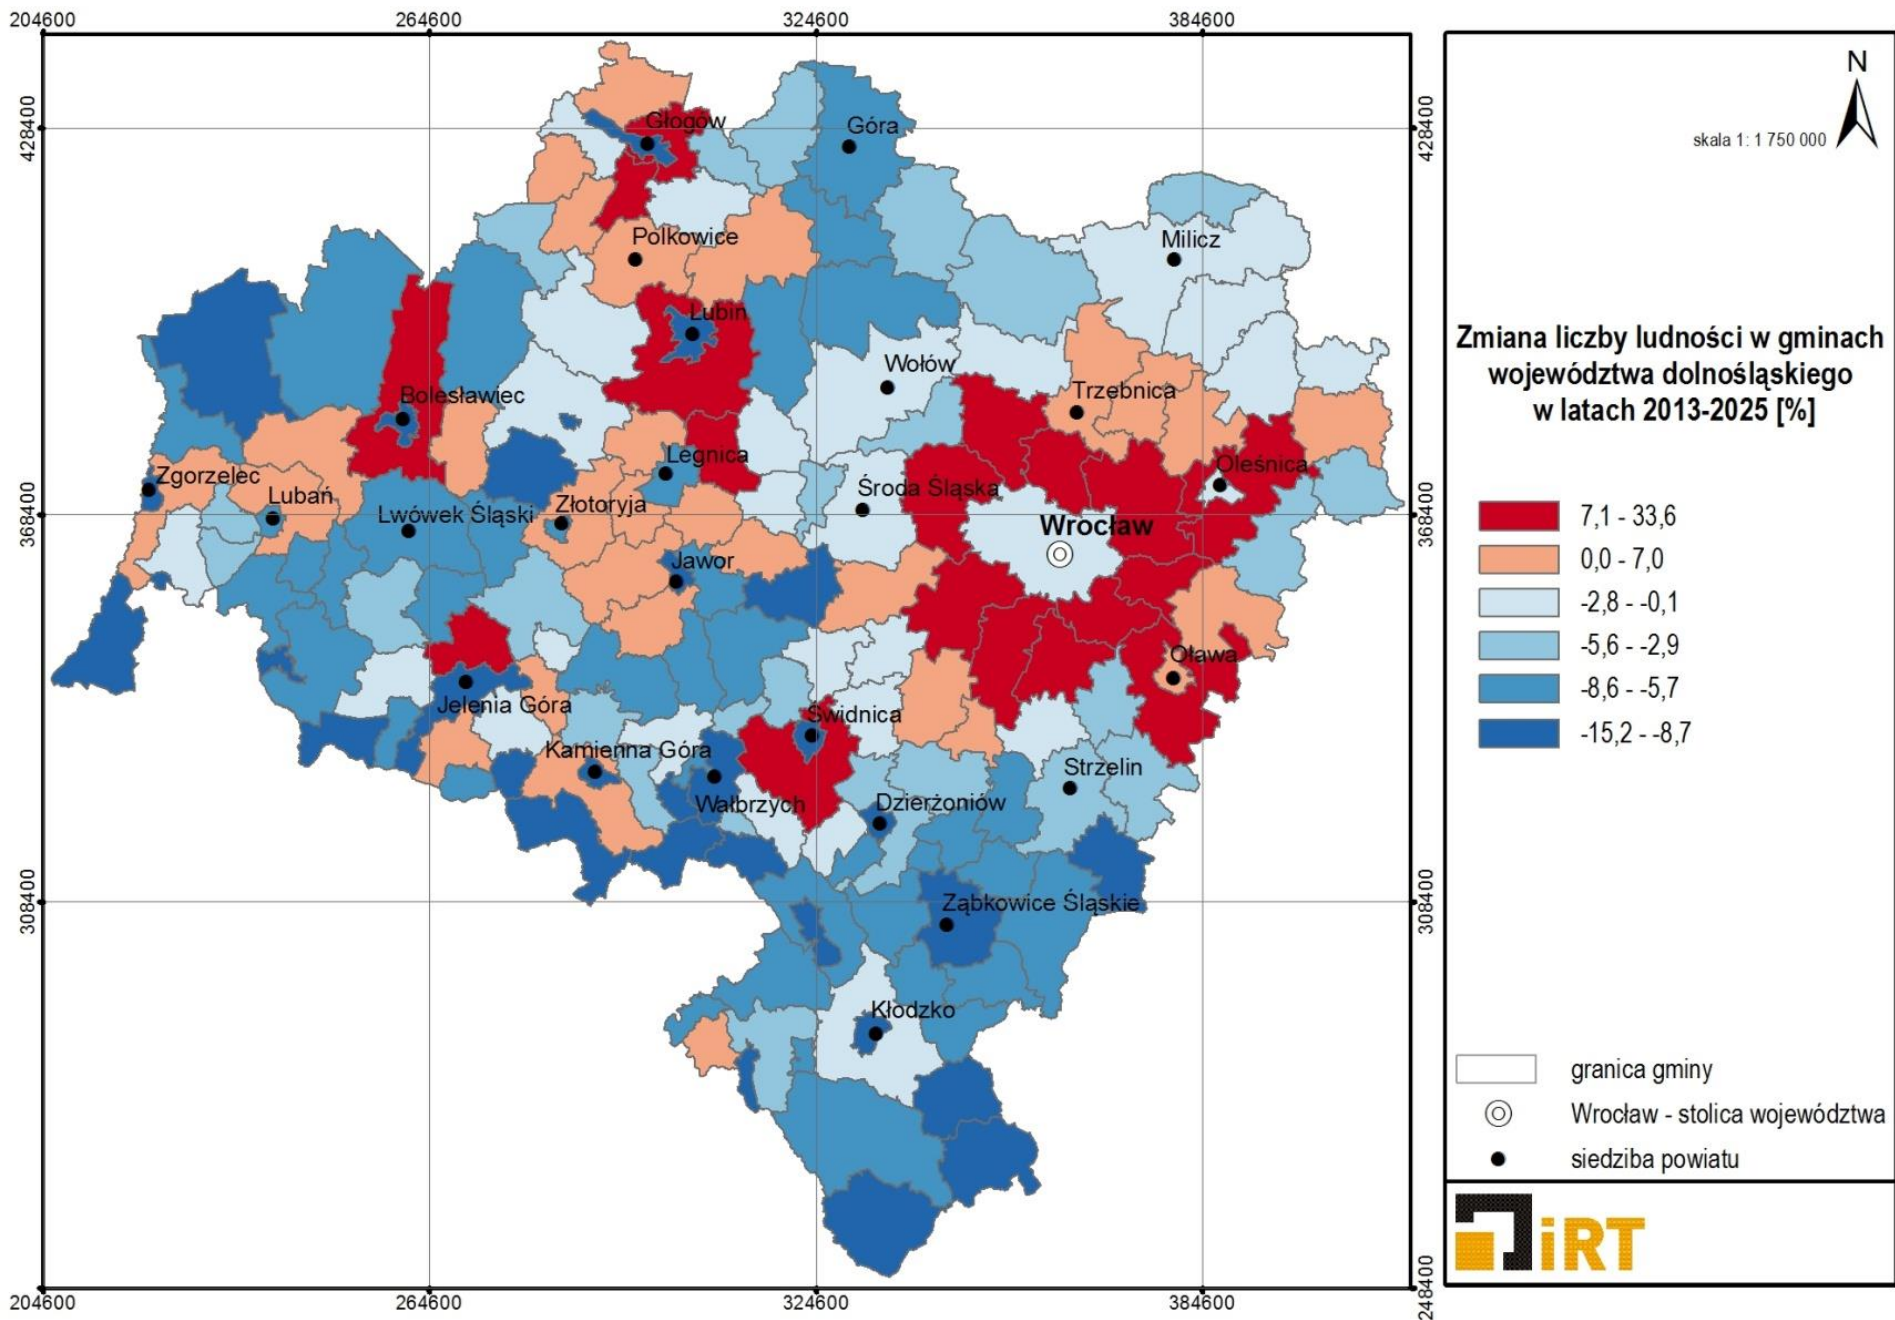 204600
264600
324600
384600
428400
368400
308400
204600
264600
324600
384600
428400
368400
308400
248400
Głogów
Góra
Milicz
Polkowice
Lubin
Wołów
Trzebnica
Bolesławiec
Oleśnica
Legnica
Zgorzelec
Lubań
Złotoryja
Środa Śląska
Lwówek Śląski
Wrocław
Jawor
Oława
Jelenia Góra
Świdnica
Kamienna Góra
Strzelin
Wałbrzych
Dzierżoniów
Ząbkowice Śląskie
Kłodzko
N
skala 1: 1 750 000
Zmiana liczby ludności w gminach
województwa dolnośląskiego
w latach 2013-2025 [%]
7,1 - 33,6
0,0 - 7,0
-2,8 - -0,1
-5,6 - -2,9
-8,6 - -5,7
-15,2 - -8,7
granica gminy
Wrocław - stolica województwa
siedziba powiatu
iRT